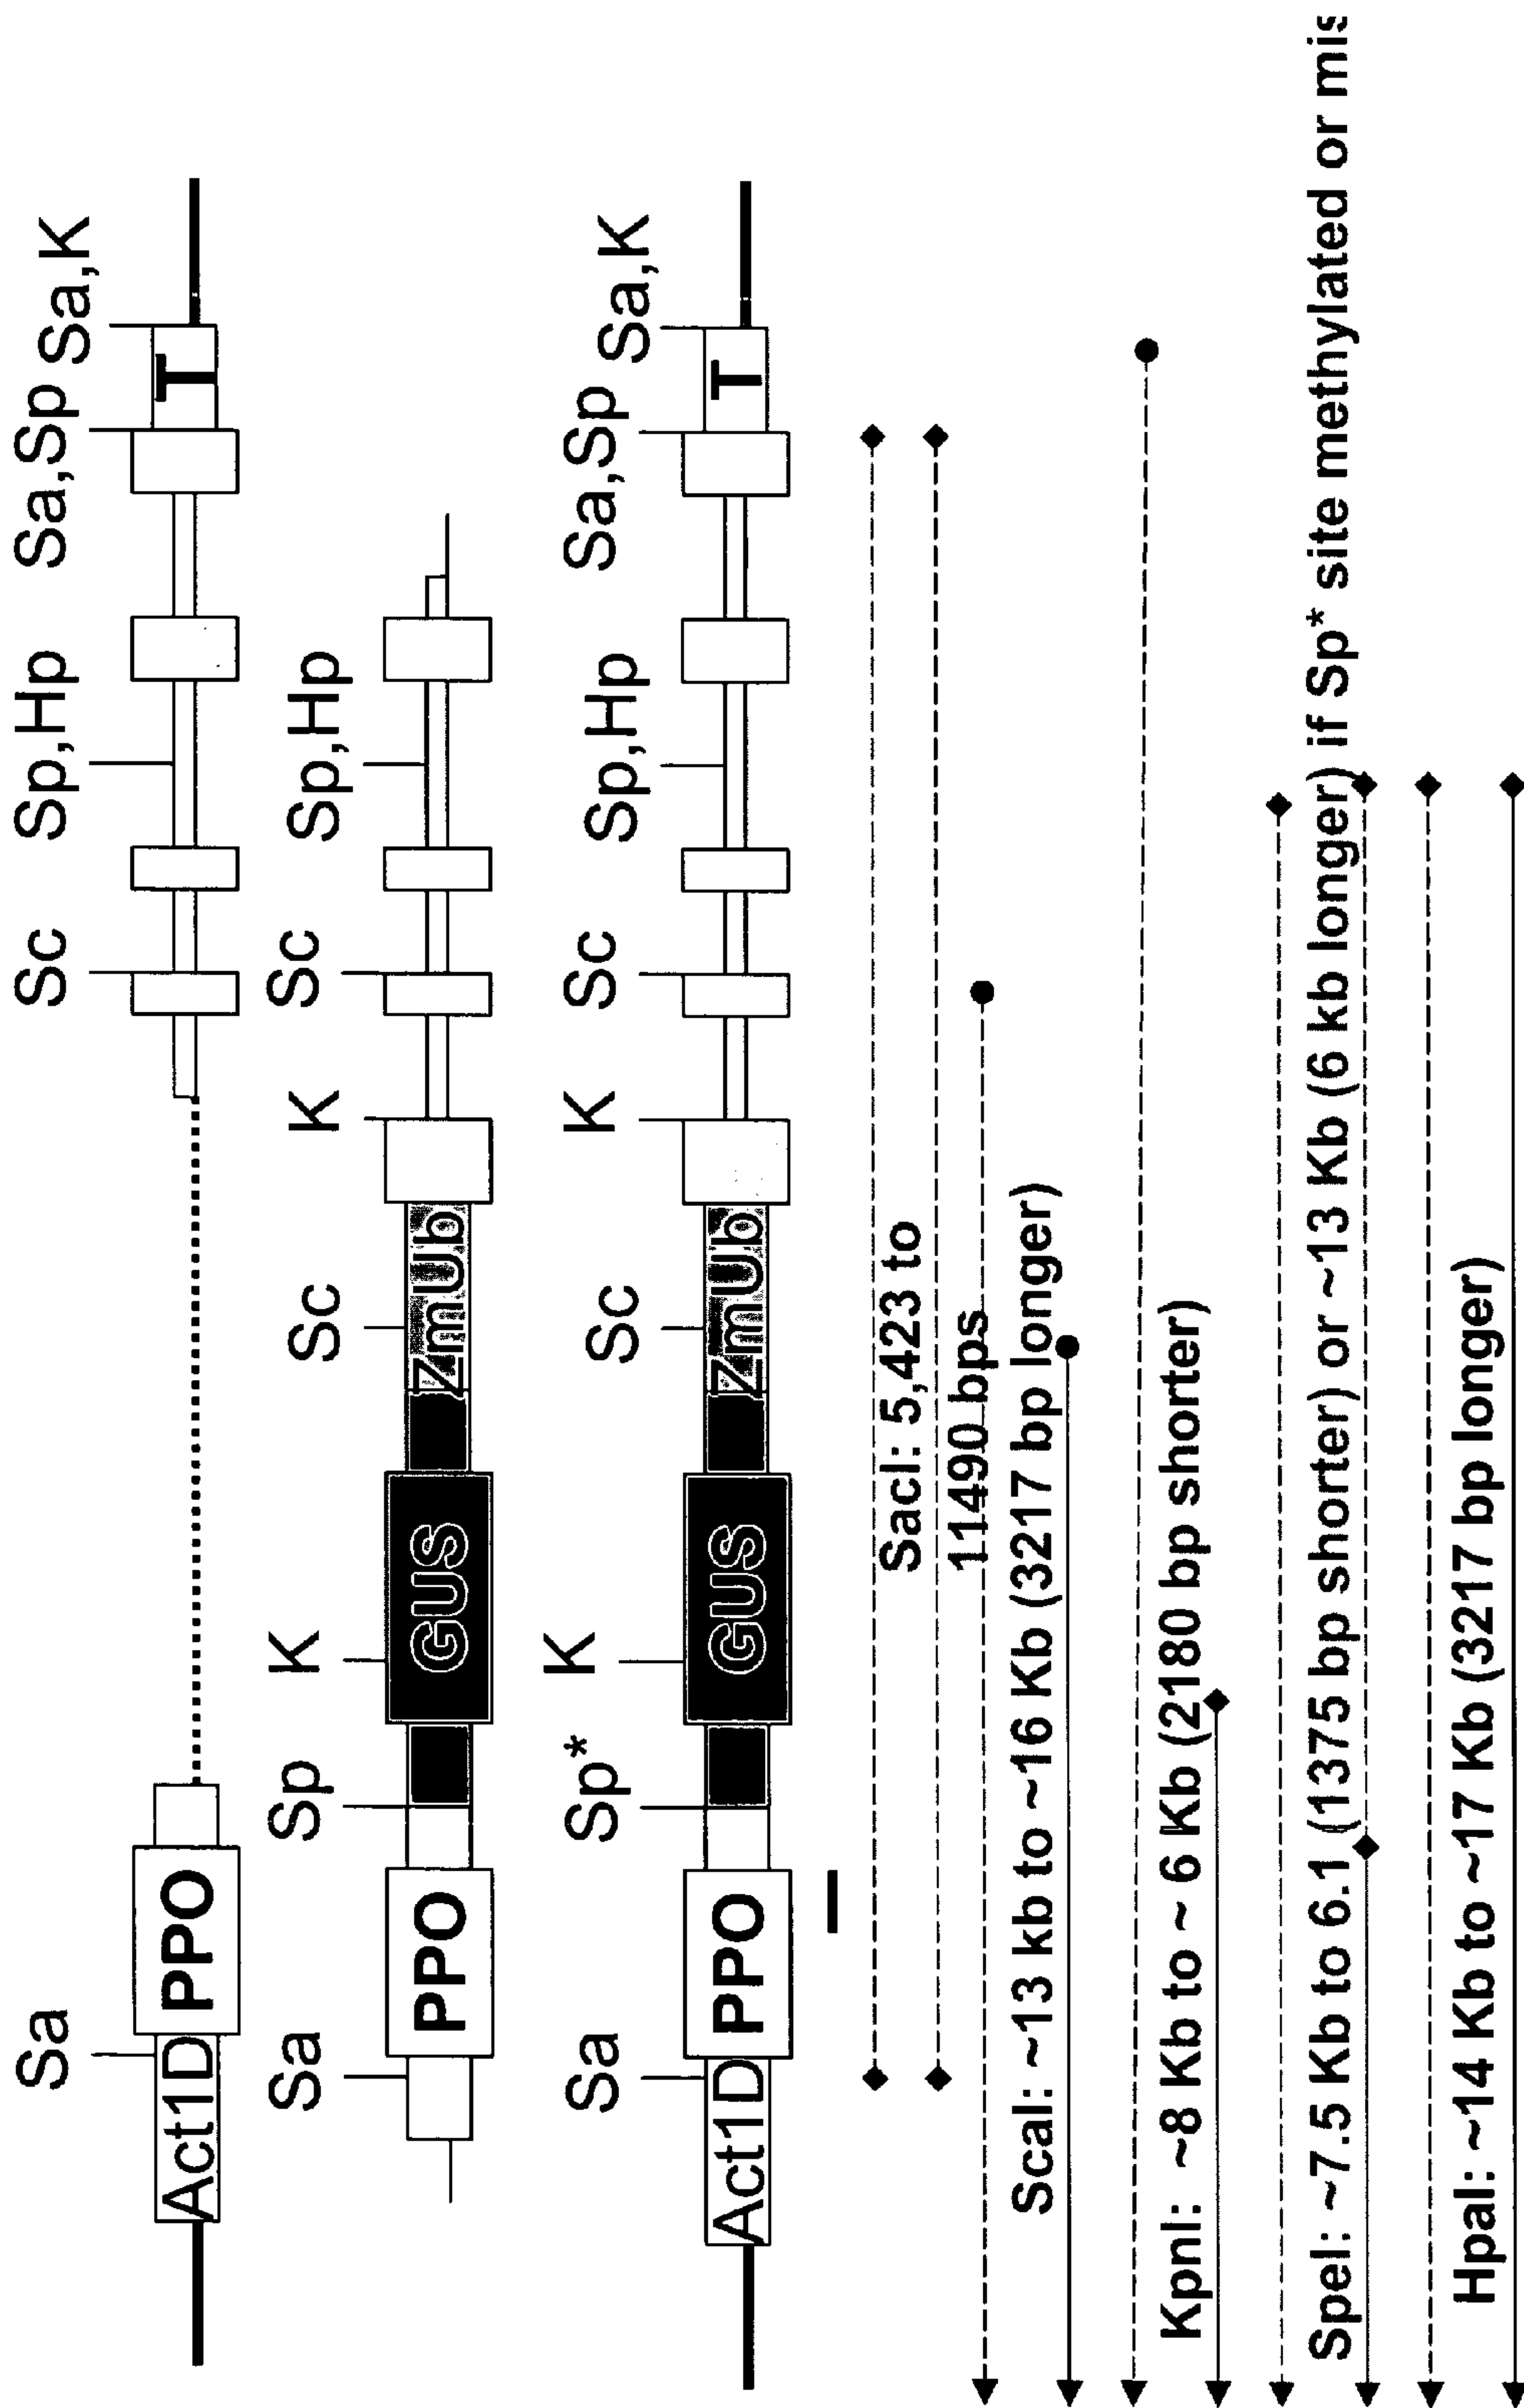 Sa Sc Sp,Hp Sa,Sp Sa,K
Act1D PPO T
Sa Sp K Sc K Sc Sp,Hp
PPO GUS ZmUb
Sa Sp* K Sc K Sc Sp,Hp Sa,Sp Sa,K
Act1D PPO GUS ZmUb T
SacI: 5,423 to
11490 bps
ScaI: ~13 kb to ~16 Kb (3217 bp longer)
KpnI: ~8 Kb to ~ 6 Kb (2180 bp shorter)
SpeI: ~7.5 Kb to 6.1 (1375 bp shorter) or ~13 Kb (6 kb longer) if Sp* site methylated or mis
HpaI: ~14 Kb to ~17 Kb (3217 bp longer)